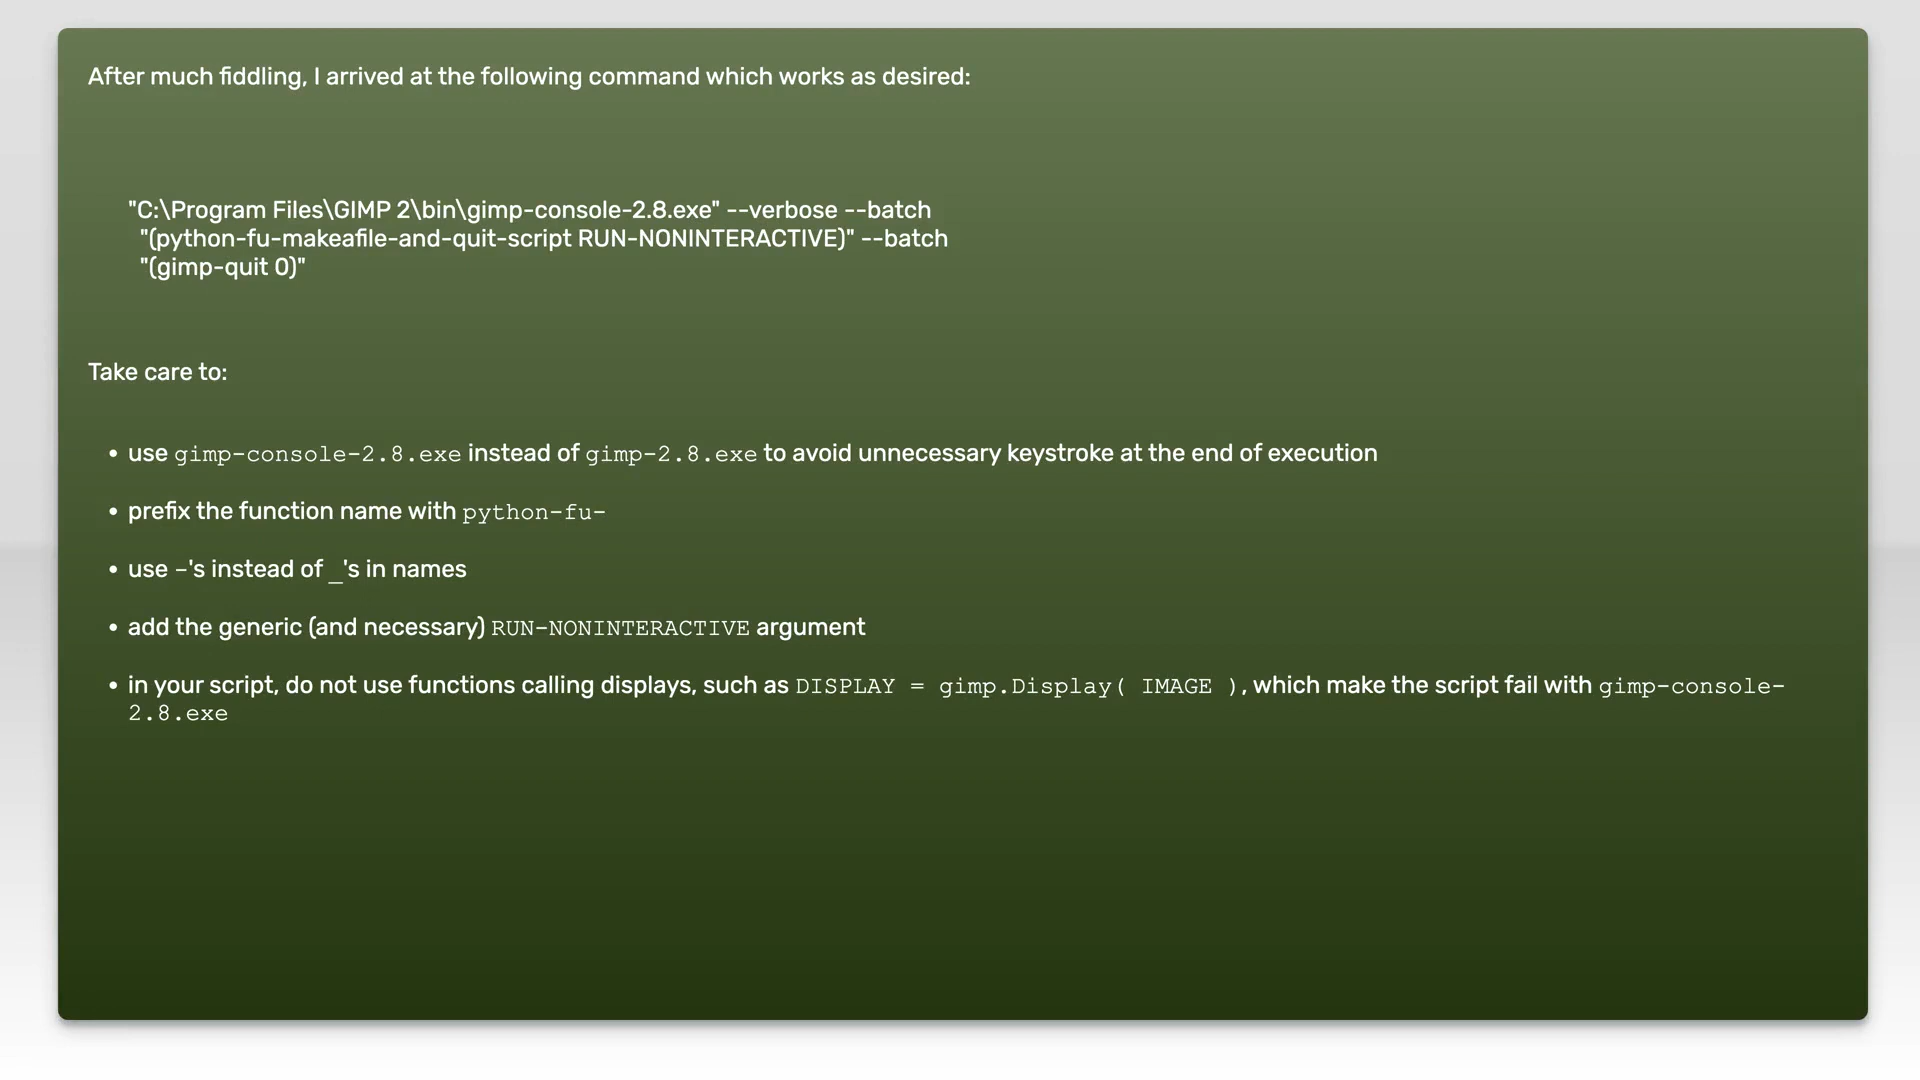 After much fiddling, I arrived at the following command which works as desired:
"C:\Program Files\GIMP 2\bin\gimp-console-2.8.exe" --verbose --batch
"(python-fu-makeafile-and-quit-script RUN-NONINTERACTIVE)" --batch
"(gimp-quit 0)"
Take care to:
• use gimp-console-2.8.exe instead of gimp-2.8.exe to avoid unnecessary keystroke at the end of execution
• prefix the function name with python-fu-
• use -'s instead of _'s in names
• add the generic (and necessary) RUN-NONINTERACTIVE argument
• in your script, do not use functions calling displays, such as DISPLAY = gimp.Display( IMAGE ), which make the script fail with gimp-console-
2.8.exe